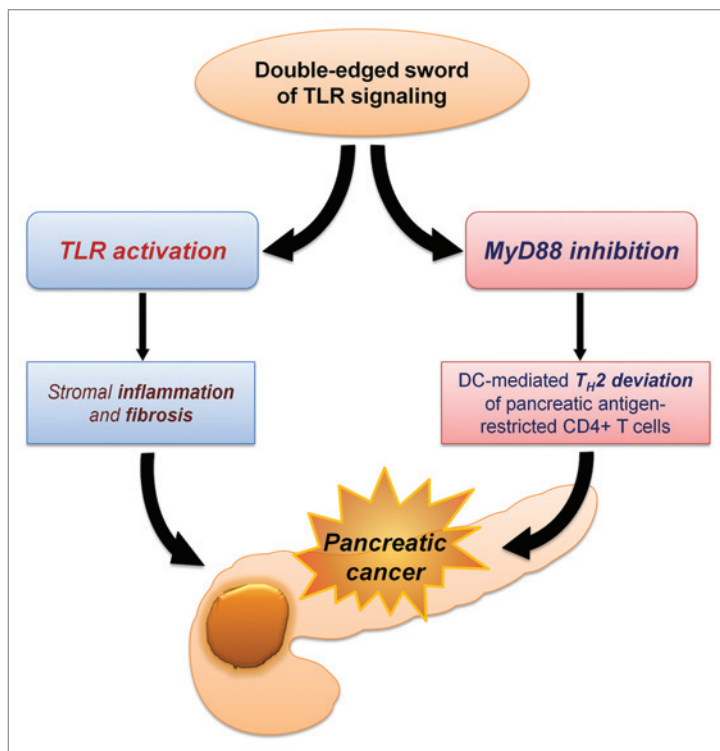 Double-edged sword
of TLR signaling
TLR activation
MyD88 inhibition
Stromal inflammation
and fibrosis
DC-mediated TH2 deviation
of pancreatic antigen-
restricted CD4+ T cells
Pancreatic
cancer